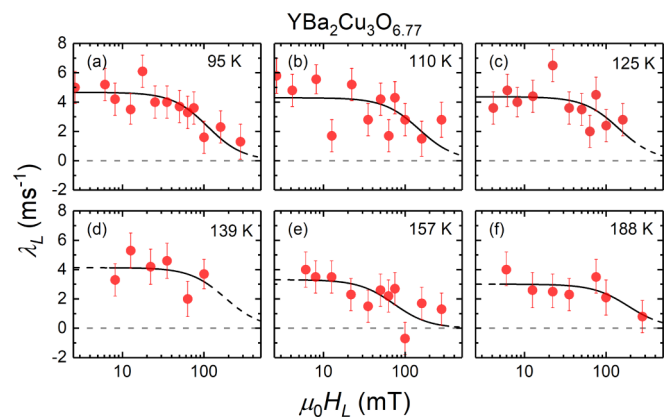 YBa₂Cu₃O₆.₇₇
(a) 95 K
(b) 110 K
(c) 125 K
8
6
4
2
0
-2
(d) 139 K
(e) 157 K
(f) 188 K
8
6
4
2
0
-2
λL (ms⁻¹)
10 100
10 100
10 100
μ₀HL (mT)